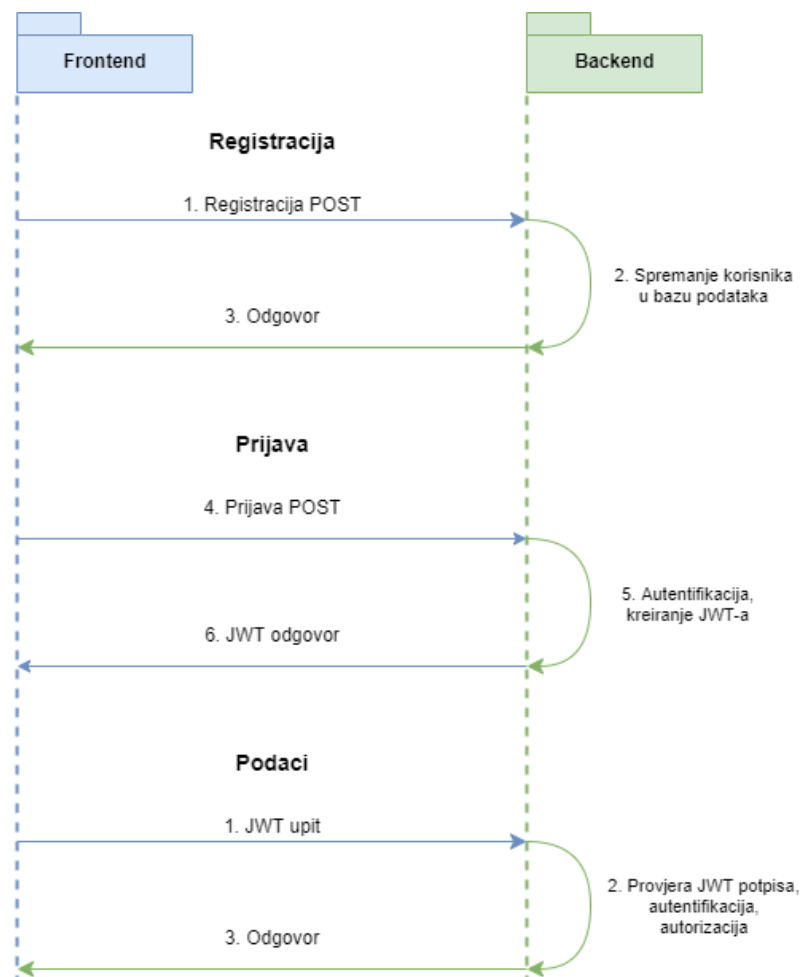 Frontend
Backend
Registracija
1. Registracija POST
2. Spremanje korisnika
u bazu podataka
3. Odgovor
Prijava
4. Prijava POST
5. Autentifikacija,
kreiranje JWT-a
6. JWT odgovor
Podaci
1. JWT upit
2. Provjera JWT potpisa,
autentifikacija,
autorizacija
3. Odgovor